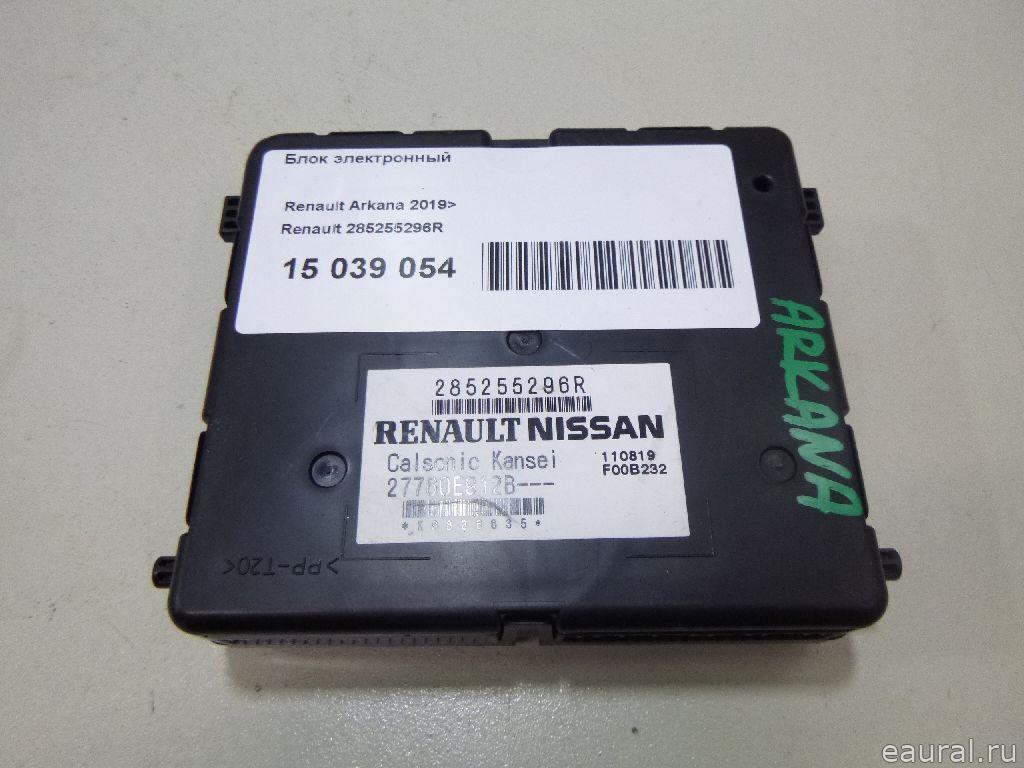 Блок электронный
Renault Arkana 2019>
Renault 285255296R
15 039 054
ARKANA
285255296R
RENAULT NISSAN
Calsonic Kansei
110819
F00B232
>PP-T20<
eaural.ru